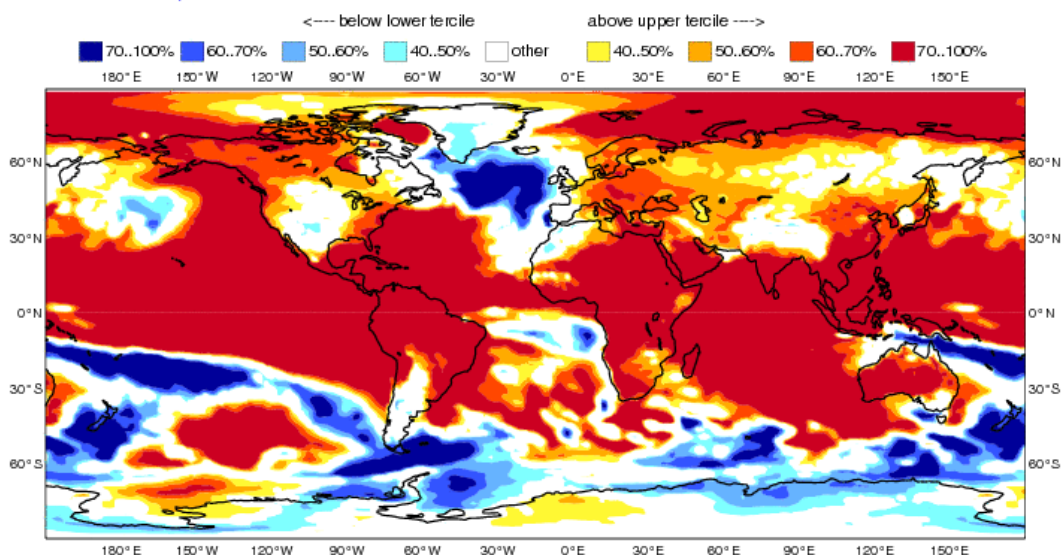 <---- below lower tercile above upper tercile ---->
70..100% 60..70% 50..60% 40..50% other 40..50% 50..60% 60..70% 70..100%
180°E 150°W 120°W 90°W 60°W 30°W 0°E 30°E 60°E 90°E 120°E 150°E
60°N 60°N
30°N 30°N
0°N 0°N
30°S 30°S
60°S 60°S
180°E 150°W 120°W 90°W 60°W 30°W 0°E 30°E 60°E 90°E 120°E 150°E